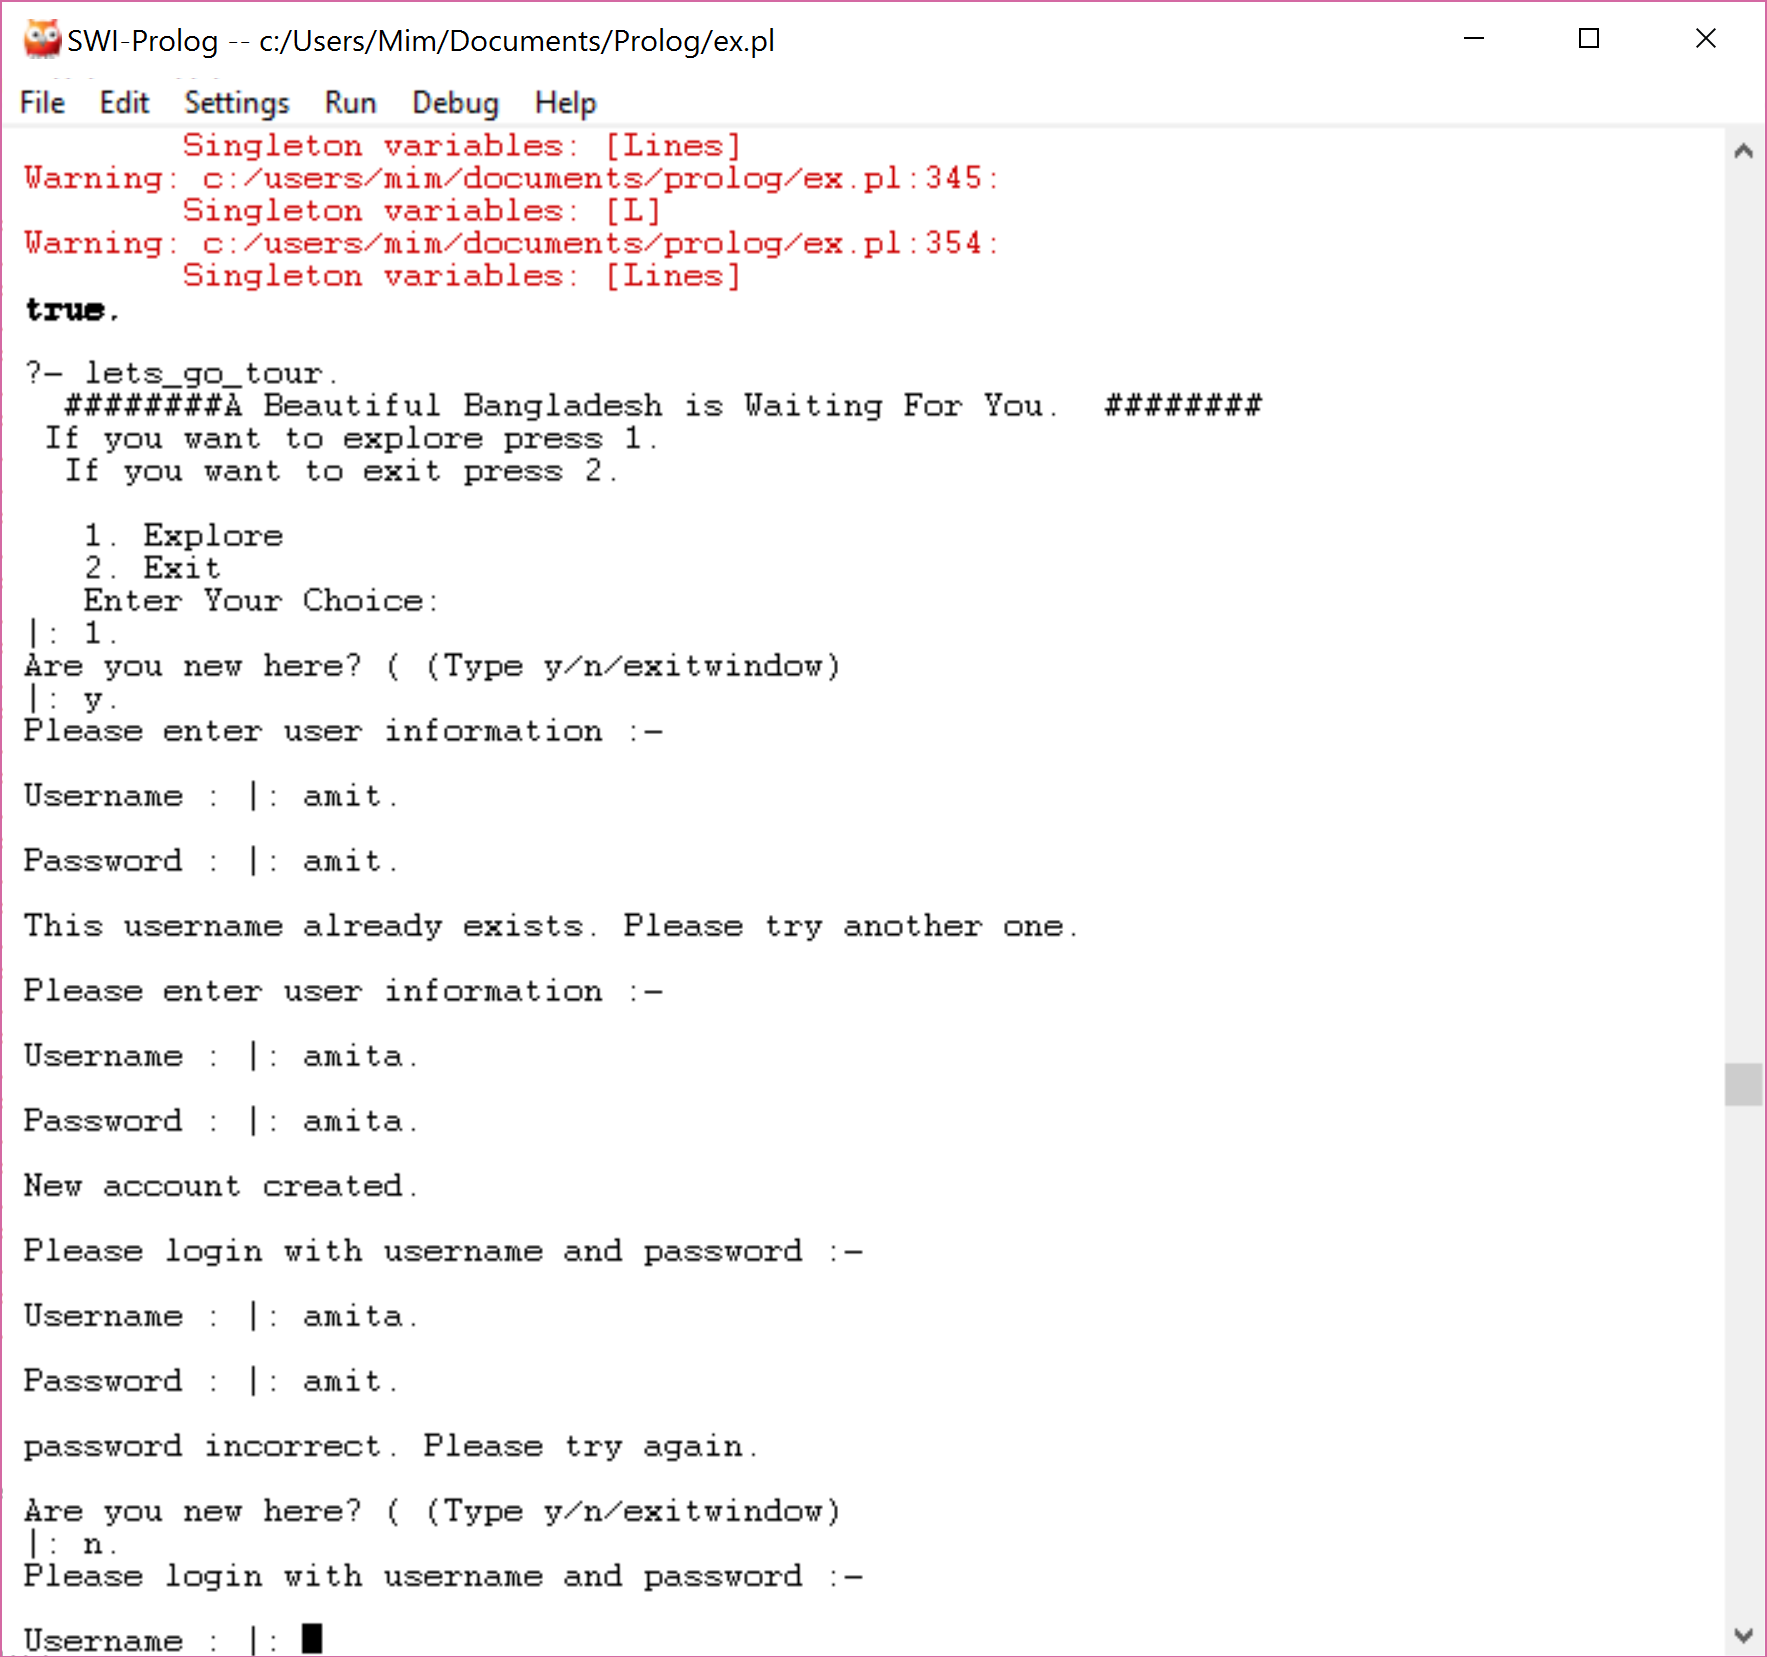 SWI-Prolog -- c:/Users/Mim/Documents/Prolog/ex.pl
File Edit Settings Run Debug Help
Singleton variables: [Lines]
Warning: c:/users/mim/documents/prolog/ex.pl:345:
Singleton variables: [L]
Warning: c:/users/mim/documents/prolog/ex.pl:354:
Singleton variables: [Lines]
true.
?- lets_go_tour.
########A Beautiful Bangladesh is Waiting For You.  ########
If you want to explore press 1.
If you want to exit press 2.
1. Explore
2. Exit
Enter Your Choice:
|: 1.
Are you new here? ( (Type y/n/exitwindow)
|: y.
Please enter user information :-
Username : |: amit.
Password : |: amit.
This username already exists. Please try another one.
Please enter user information :-
Username : |: amita.
Password : |: amita.
New account created.
Please login with username and password :-
Username : |: amita.
Password : |: amit.
password incorrect. Please try again.
Are you new here? ( (Type y/n/exitwindow)
|: n.
Please login with username and password :-
Username : |: